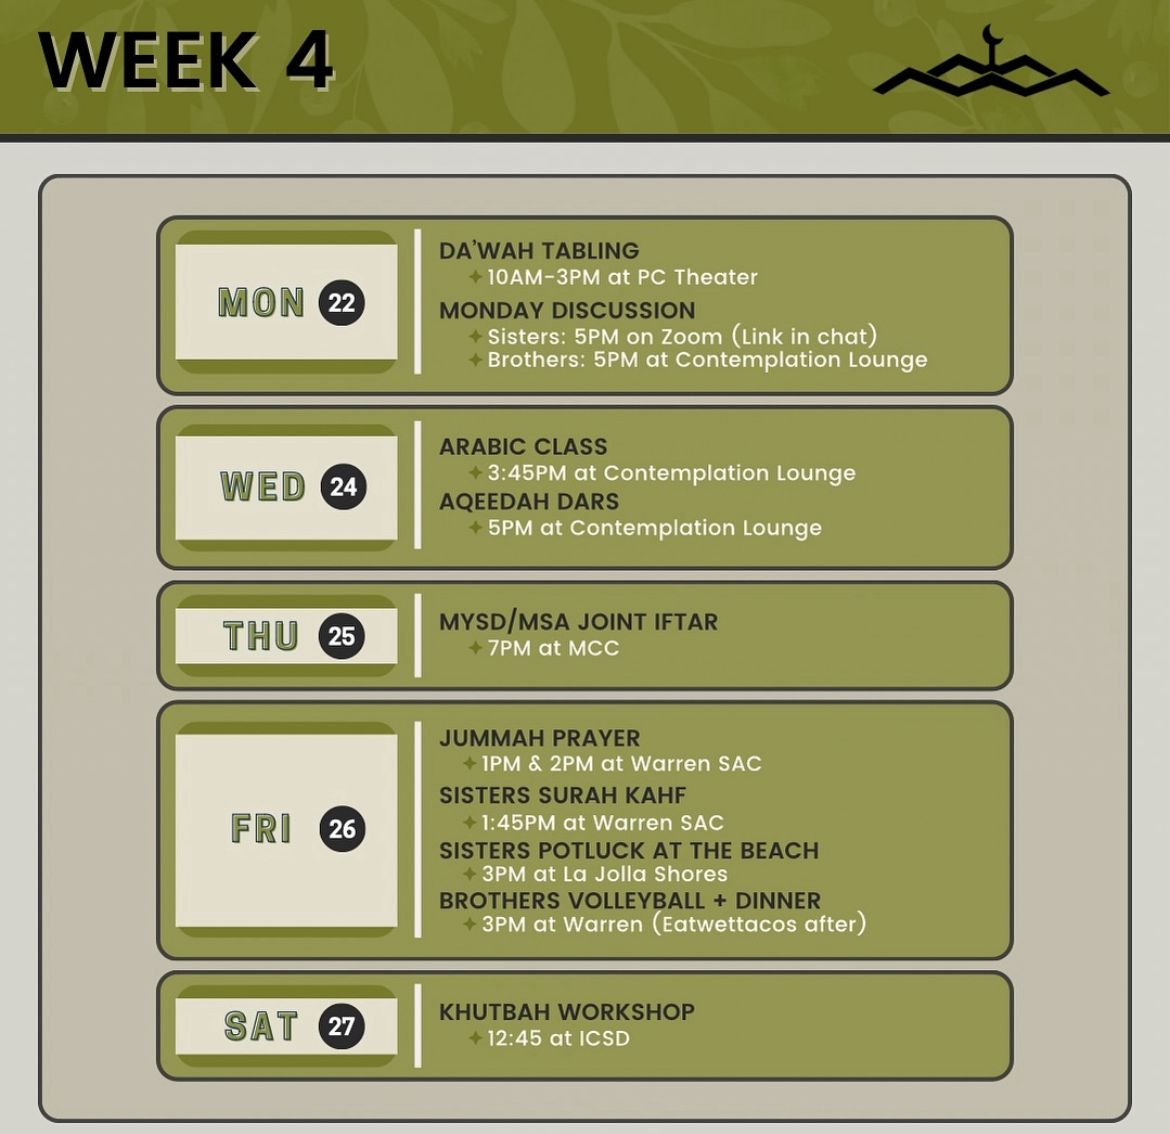 WEEK 4
MON 22
DA'WAH TABLING
✦ 10AM-3PM at PC Theater
MONDAY DISCUSSION
✦ Sisters: 5PM on Zoom (Link in chat)
✦ Brothers: 5PM at Contemplation Lounge
WED 24
ARABIC CLASS
✦ 3:45PM at Contemplation Lounge
AQEEDAH DARS
✦ 5PM at Contemplation Lounge
THU 25
MYSD/MSA JOINT IFTAR
✦ 7PM at MCC
FRI 26
JUMMAH PRAYER
✦ 1PM & 2PM at Warren SAC
SISTERS SURAH KAHF
✦ 1:45PM at Warren SAC
SISTERS POTLUCK AT THE BEACH
✦ 3PM at La Jolla Shores
BROTHERS VOLLEYBALL + DINNER
✦ 3PM at Warren (Eatwettacos after)
SAT 27
KHUTBAH WORKSHOP
✦ 12:45 at ICSD